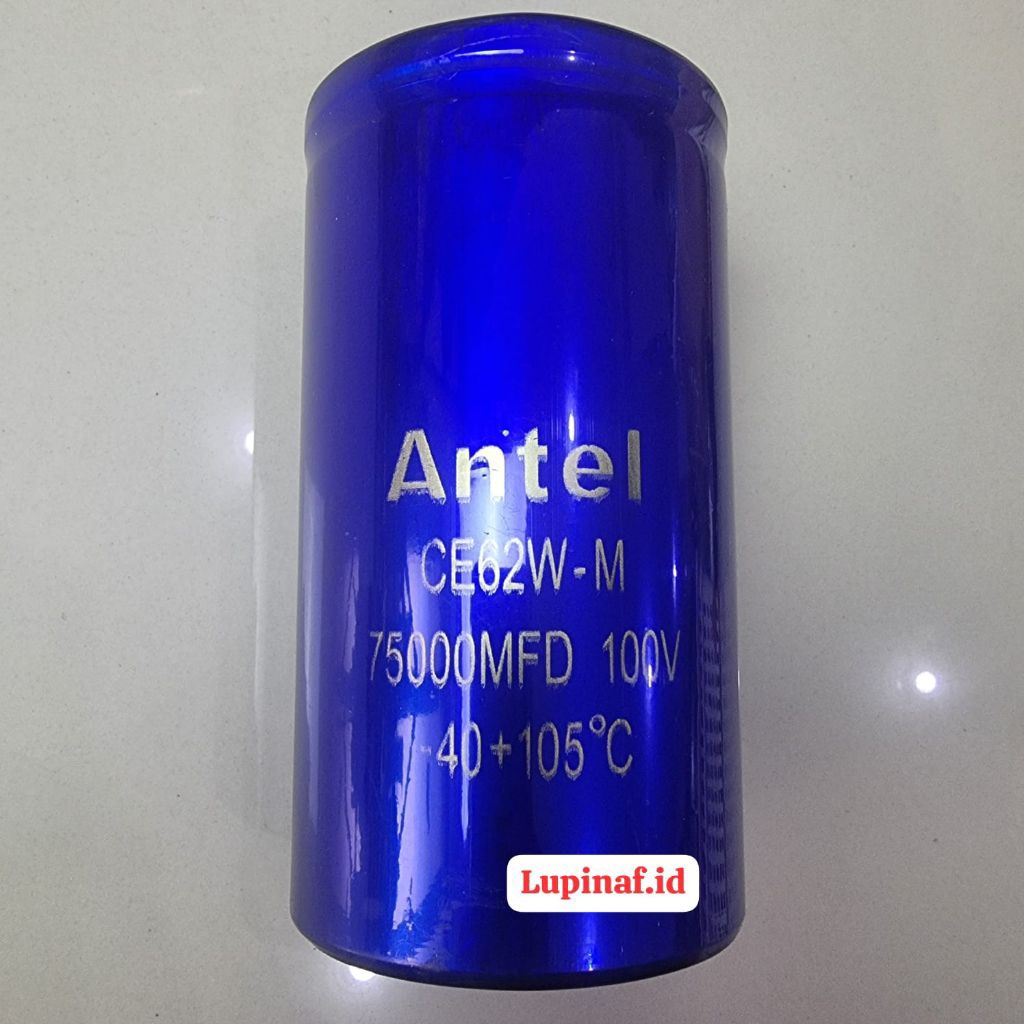 Antel
CE62W-M
75000MFD 100V
-40+105°C
Lupinaf.id